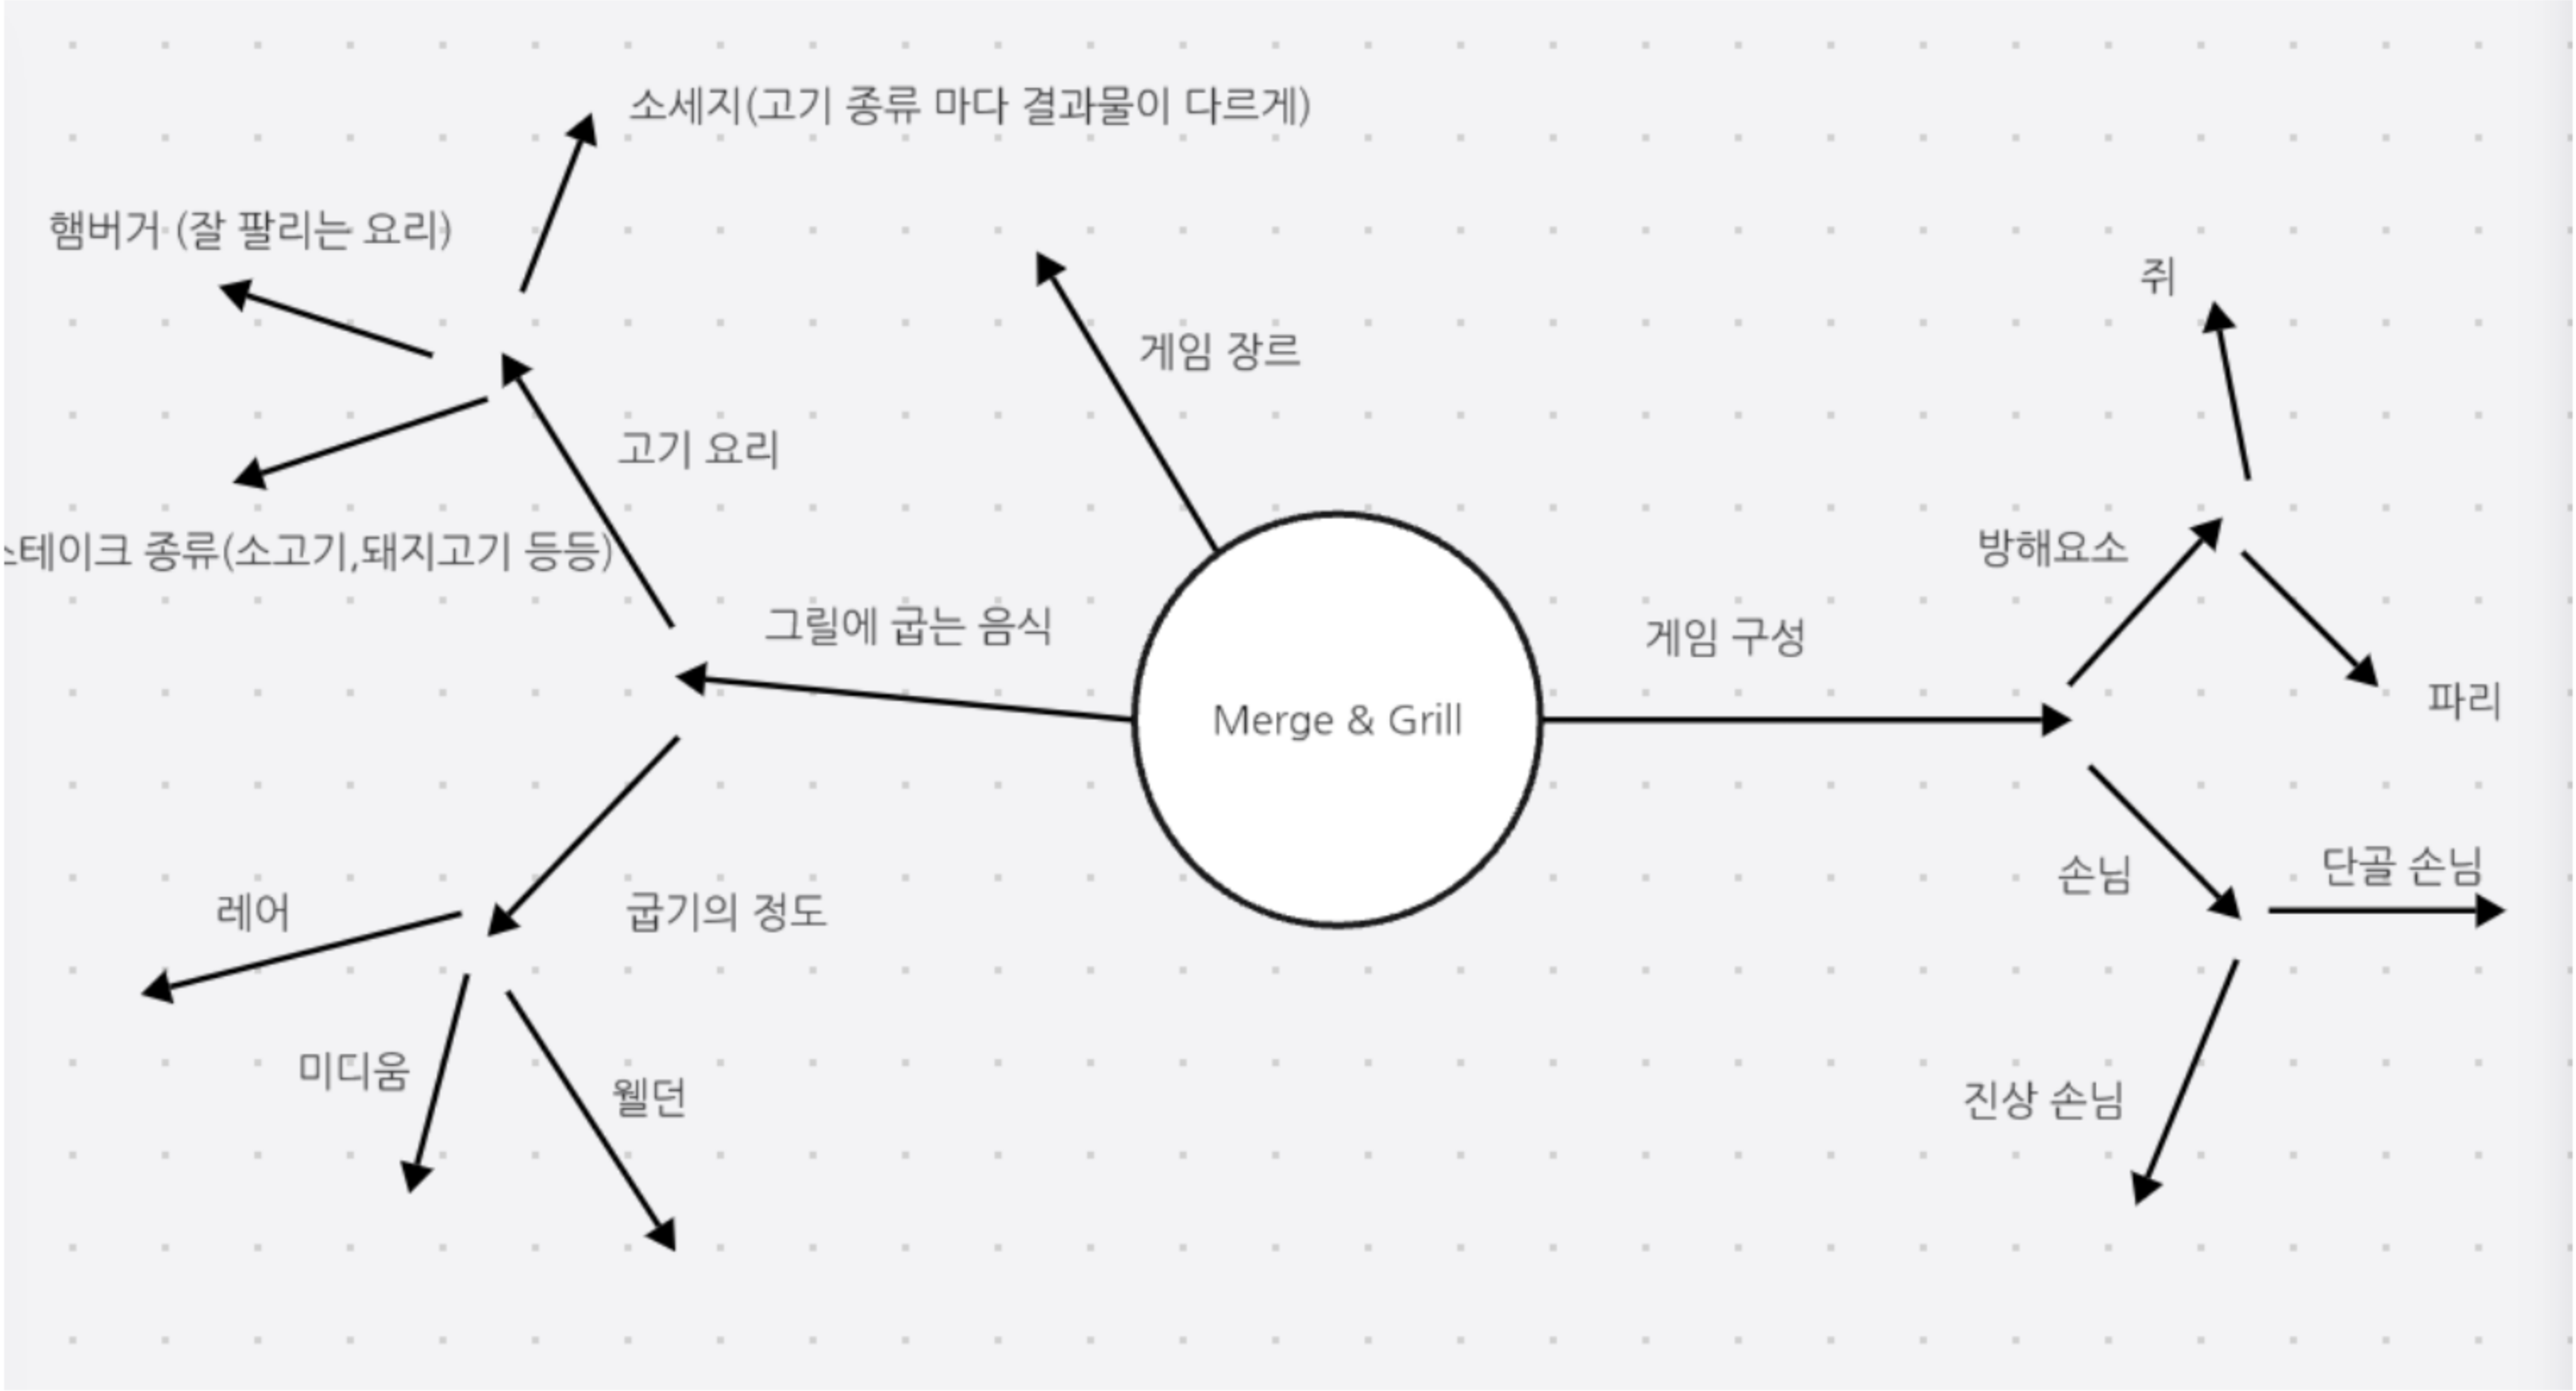 소세지(고기 종류 마다 결과물이 다르게)
햄버거 (잘 팔리는 요리)
쥐
게임 장르
고기 요리
방해요소
스테이크 종류(소고기,돼지고기 등등)
그릴에 굽는 음식
게임 구성
파리
Merge & Grill
단골 손님
손님
레어
굽기의 정도
미디움
웰던
진상 손님